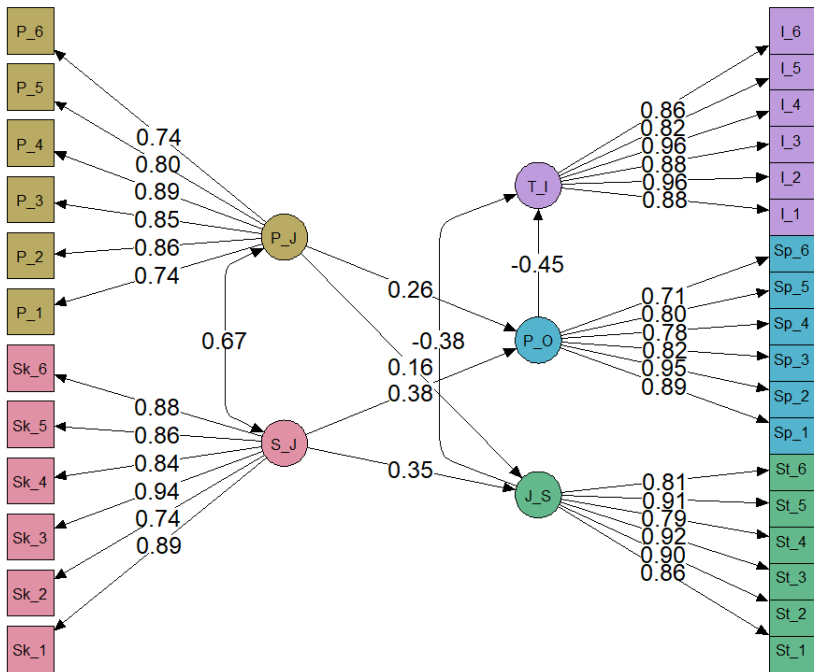 P_6
P_5
P_4
P_3
P_2
P_1
Sk_6
Sk_5
Sk_4
Sk_3
Sk_2
Sk_1
0.74
0.80
0.89
0.85
0.86
0.74
P_J
0.67
0.88
0.86
0.84
0.94
0.74
0.89
S_J
0.26
-0.38
0.16
0.38
0.35
T_I
-0.45
P_O
J_S
0.86
0.82
0.96
0.88
0.96
0.88
0.71
0.80
0.78
0.82
0.95
0.89
0.81
0.91
0.79
0.92
0.90
0.86
I_6
I_5
I_4
I_3
I_2
I_1
Sp_6
Sp_5
Sp_4
Sp_3
Sp_2
Sp_1
St_6
St_5
St_4
St_3
St_2
St_1